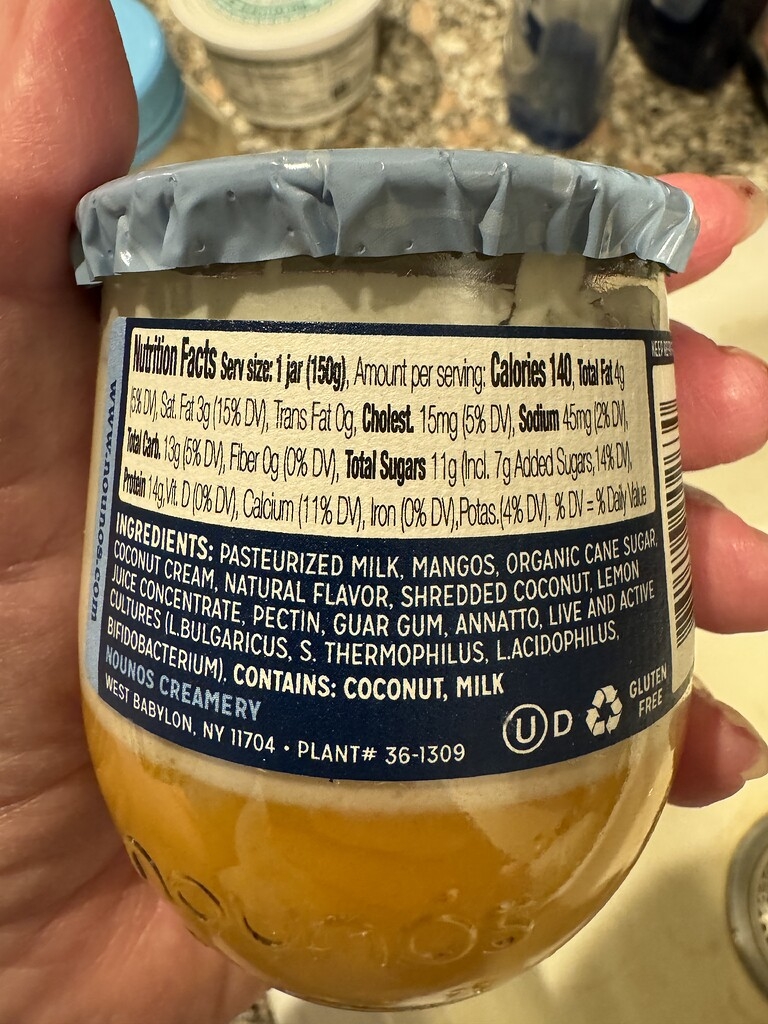 Nutrition Facts Serv size: 1 jar (150g), Amount per serving: Calories 140, Total Fat 4g
(5% DV), Sat. Fat 3g (15% DV), Trans Fat 0g, Cholest. 15mg (5% DV), Sodium 45mg (2% DV),
Total Carb. 13g (5% DV), Fiber 0g (0% DV), Total Sugars 11g (Incl. 7g Added Sugars, 14% DV),
Protein 14g, Vit. D (0% DV), Calcium (11% DV), Iron (0% DV), Potas. (4% DV). % DV = % Daily Value
INGREDIENTS: PASTEURIZED MILK, MANGOS, ORGANIC CANE SUGAR,
COCONUT CREAM, NATURAL FLAVOR, SHREDDED COCONUT, LEMON
JUICE CONCENTRATE, PECTIN, GUAR GUM, ANNATTO, LIVE AND ACTIVE
CULTURES (L.BULGARICUS, S. THERMOPHILUS, L.ACIDOPHILUS,
BIFIDOBACTERIUM). CONTAINS: COCONUT, MILK
NOUNOS CREAMERY
WEST BABYLON, NY 11704 • PLANT# 36-1309
U D
GLUTEN
FREE
www.nounos.com
KEEP
nounós